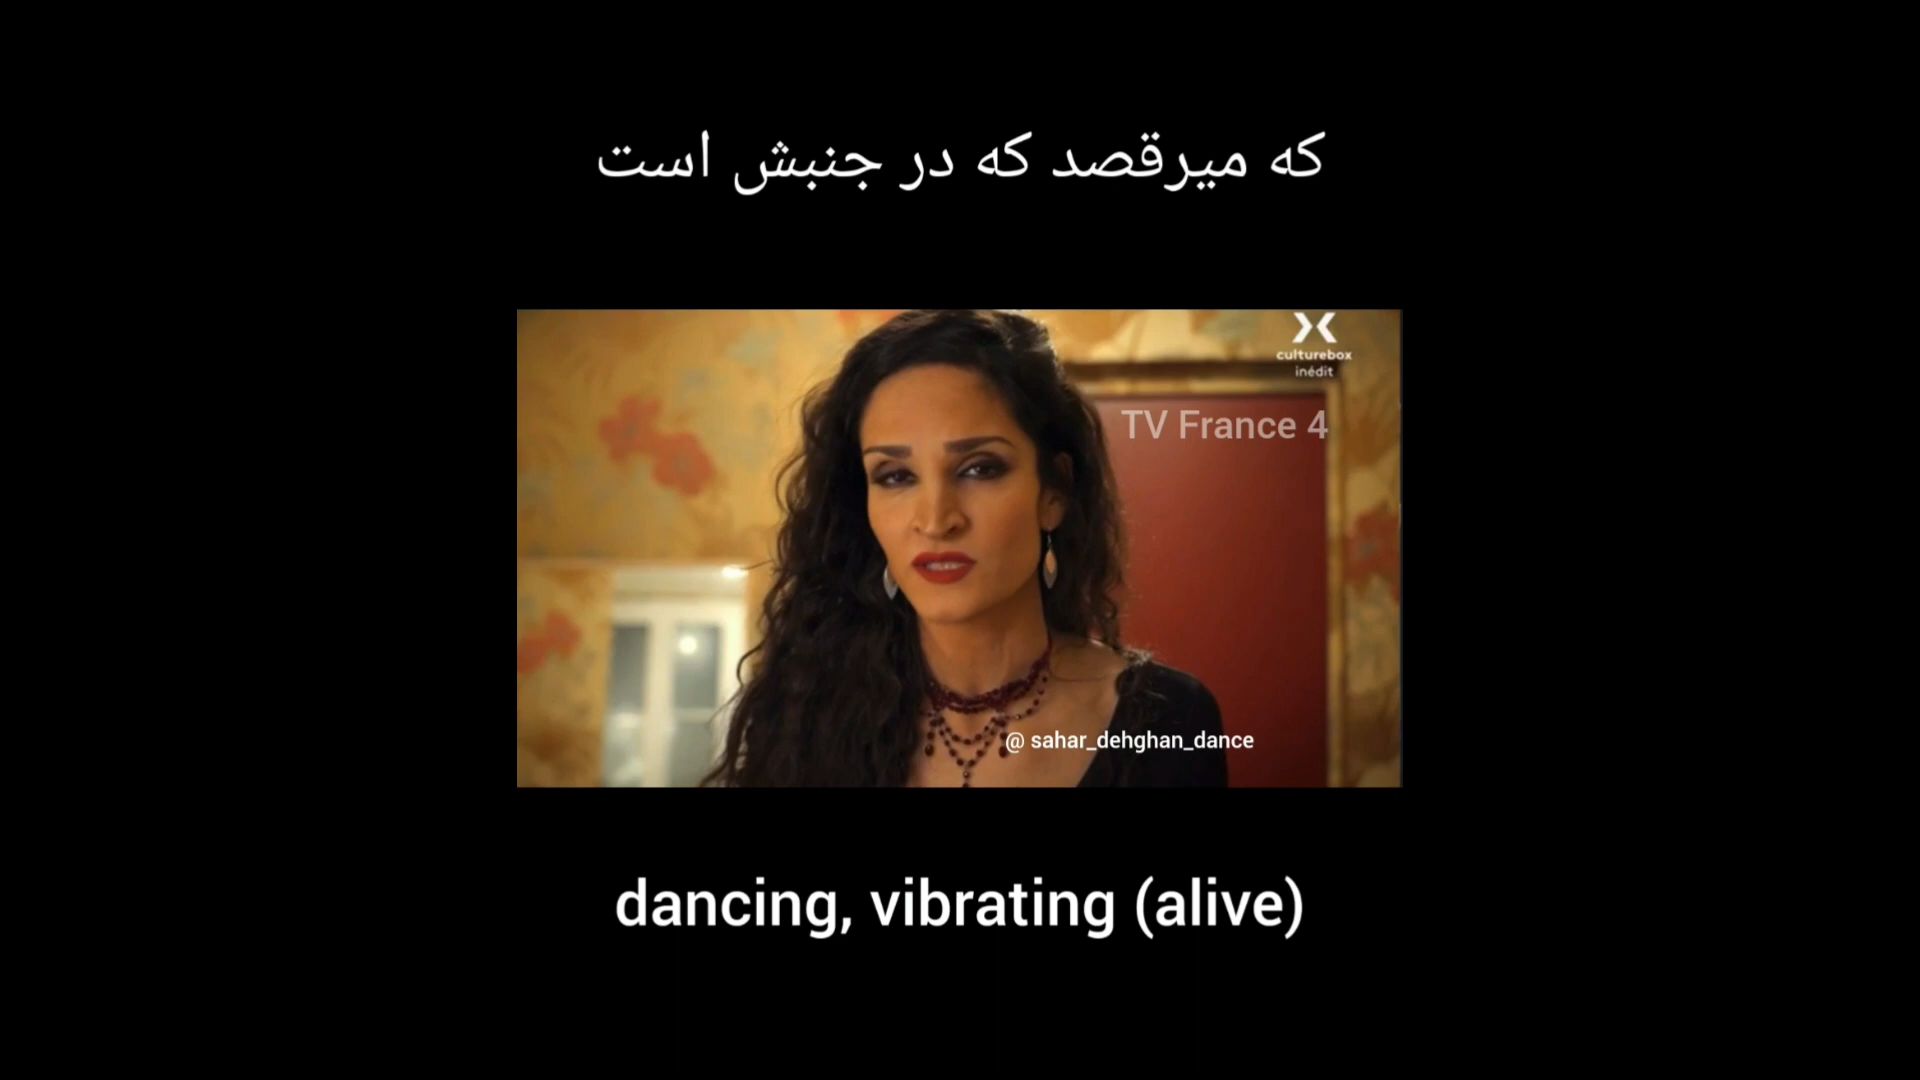 که میرقصد که در جنبش است
culturebox
inédit
TV France 4
@ sahar_dehghan_dance
dancing, vibrating (alive)